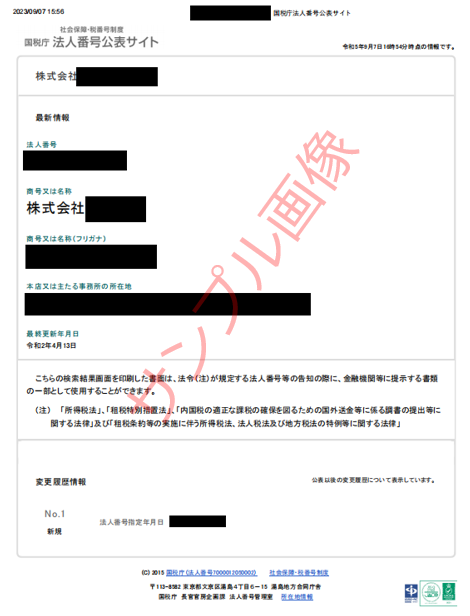 2023/09/07 16:56
国税庁法人番号公表サイト
社会保障・税番号制度
国税庁 法人番号公表サイト
令和5年9月7日16時54分時点の情報です。
株式会社
最新情報
法人番号
商号又は名称
株式会社
商号又は名称(フリガナ)
本店又は主たる事務所の所在地
最終更新年月日
令和2年4月13日
サンプル画像
こちらの検索結果画面を印刷した書面は、法令(注)が規定する法人番号等の告知の際に、金融機関等に提示する書類
の一部として使用することができます。
(注) 「所得税法」、「租税特別措置法」、「内国税の適正な課税の確保を図るための国外送金等に係る調書の提出等に
関する法律」及び「租税条約等の実施に伴う所得税法、法人税法及び地方税法の特例等に関する法律」
変更履歴情報
公表以後の変更履歴について表示しています。
No.1
新規
法人番号指定年月日
(C) 2015 国税庁(法人番号7000012050002) 社会保障・税番号制度
〒113-8582 東京都文京区湯島4丁目6-15 湯島地方合同庁舎
国税庁 長官官房企画課 法人番号管理室 所在地情報